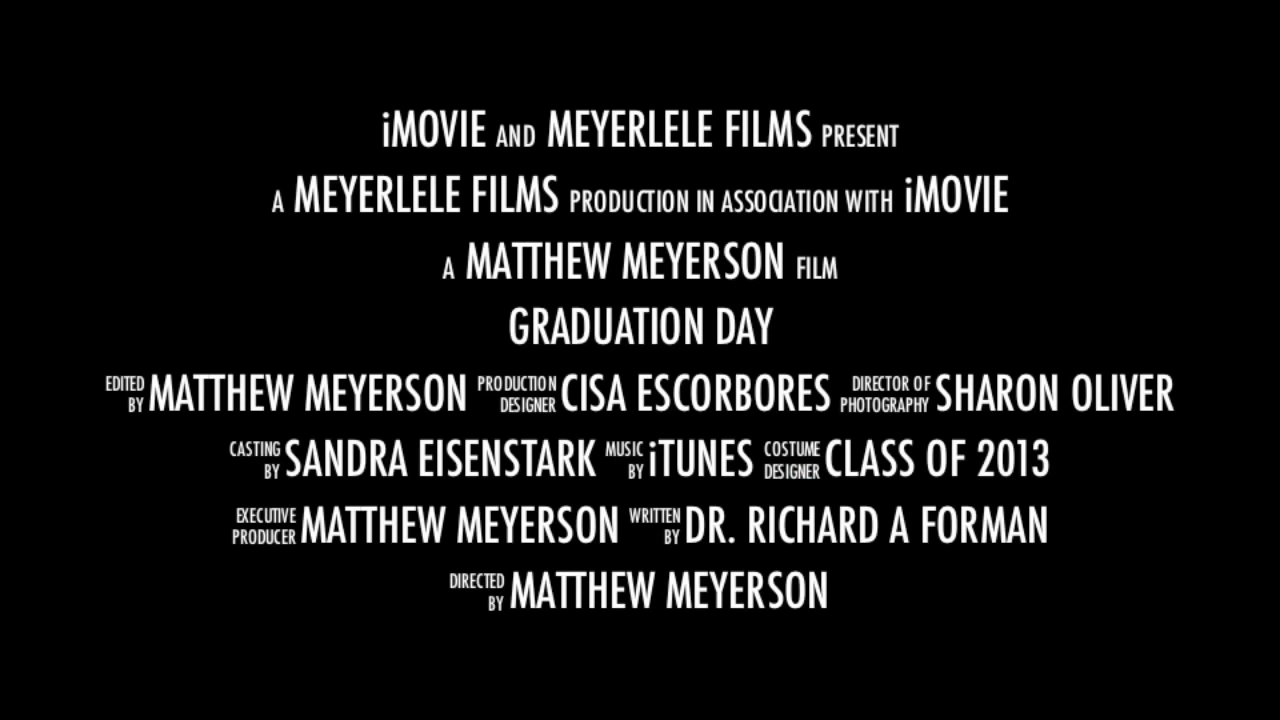 iMOVIE AND MEYERLELE FILMS PRESENT
A MEYERLELE FILMS PRODUCTION IN ASSOCIATION WITH iMOVIE
A MATTHEW MEYERSON FILM
GRADUATION DAY
EDITED BY MATTHEW MEYERSON PRODUCTION DESIGNER CISA ESCORBORES DIRECTOR OF PHOTOGRAPHY SHARON OLIVER
CASTING BY SANDRA EISENSTARK MUSIC BY iTUNES COSTUME DESIGNER CLASS OF 2013
EXECUTIVE PRODUCER MATTHEW MEYERSON WRITTEN BY DR. RICHARD A FORMAN
DIRECTED BY MATTHEW MEYERSON